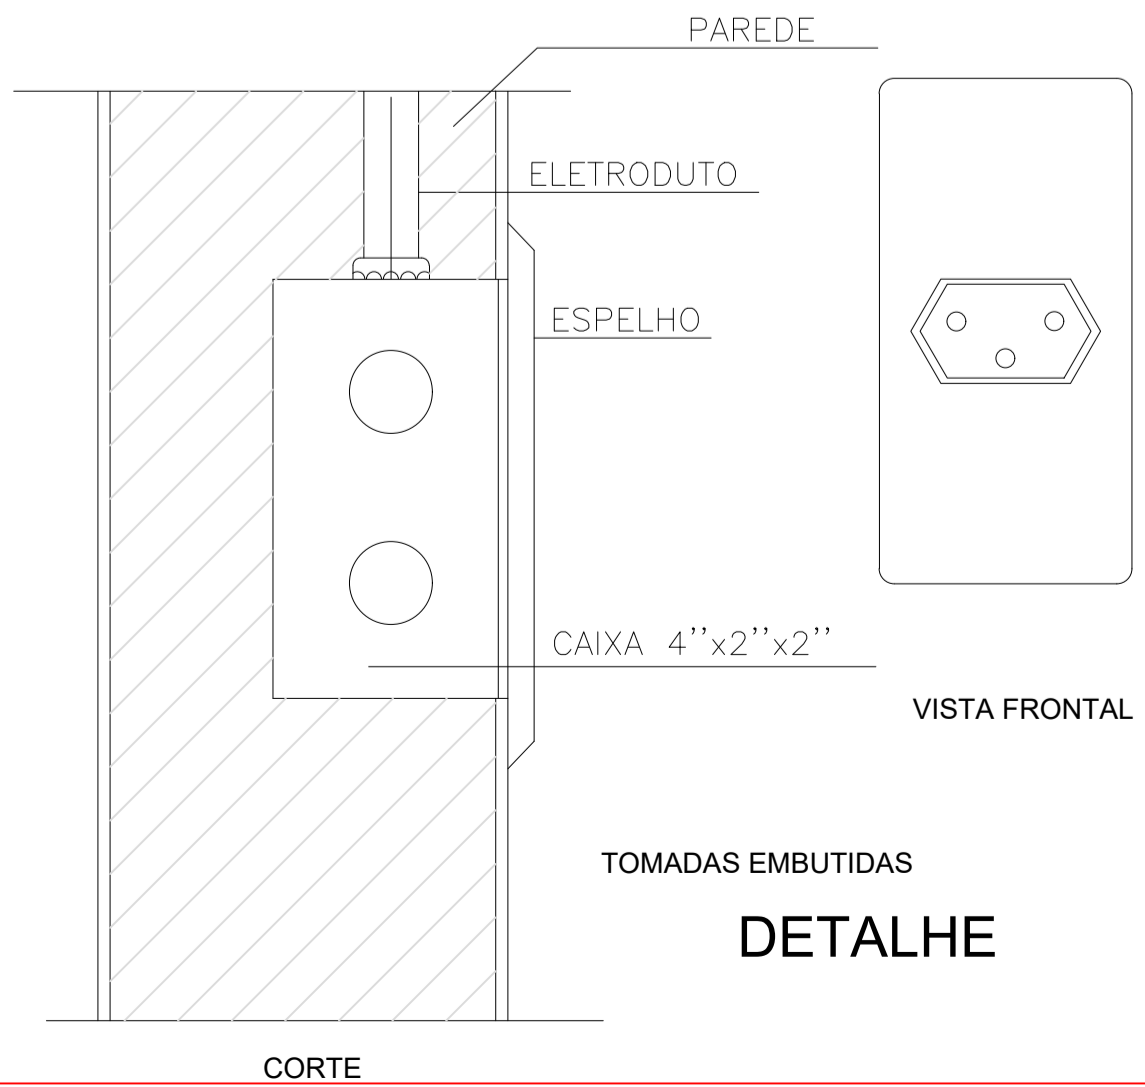 PAREDE
ELETRODUTO
ESPELHO
CAIXA 4''x2''x2''
VISTA FRONTAL
TOMADAS EMBUTIDAS
DETALHE
CORTE